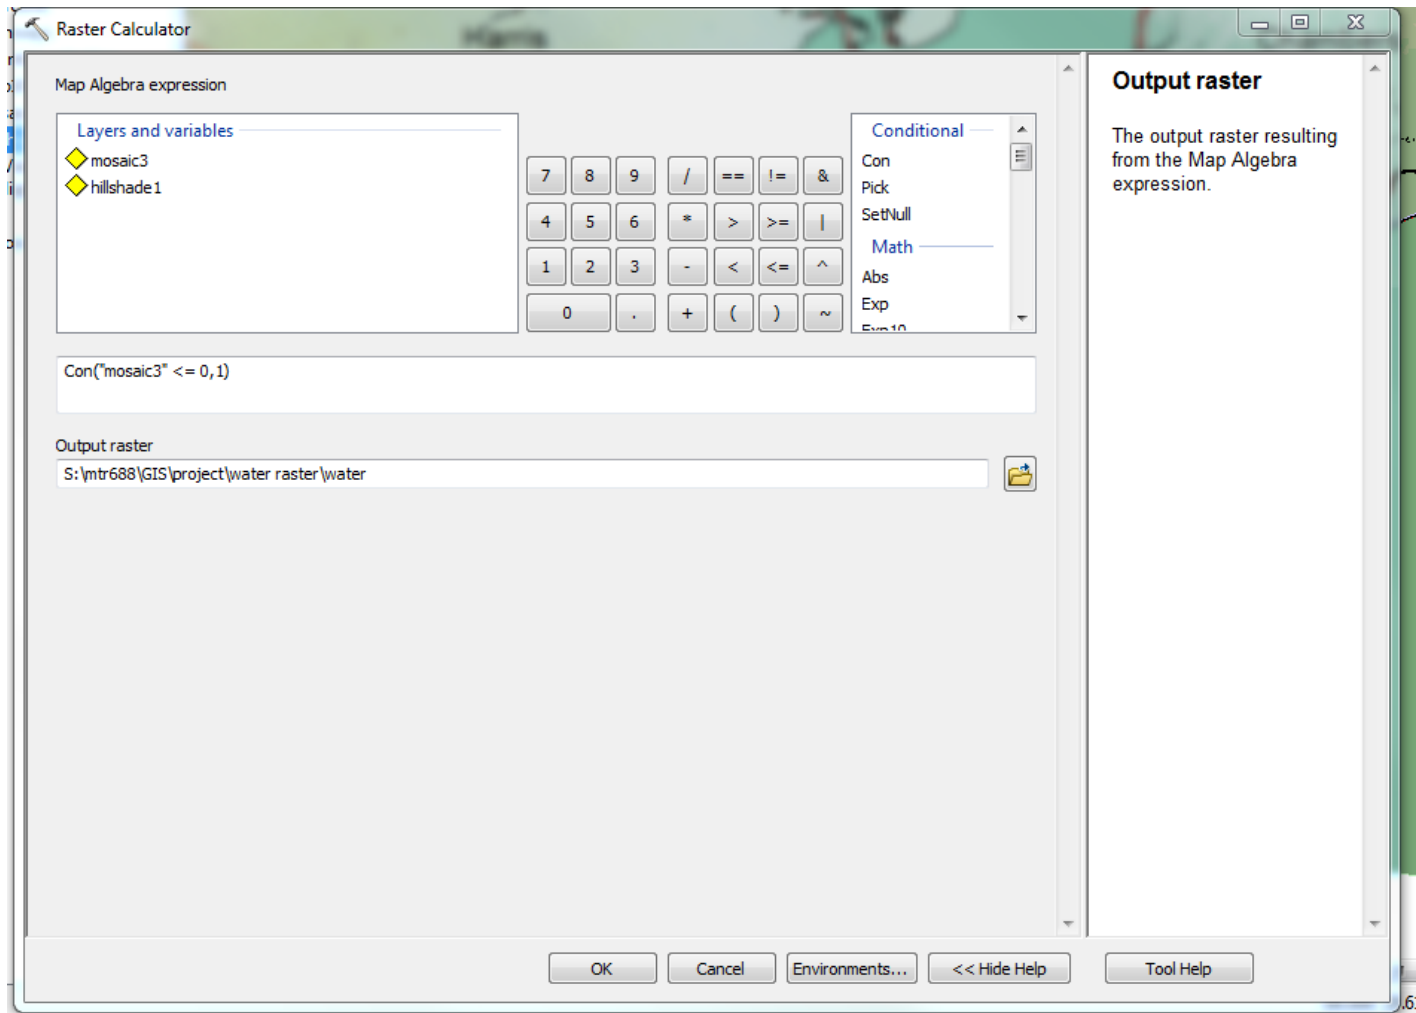 Raster Calculator
Harris
Map Algebra expression
Layers and variables
mosaic3
hillshade1
7 8 9 / == != &
4 5 6 * > >= |
1 2 3 - < <= ^
0 . + ( ) ~
Conditional
Con
Pick
SetNull
Math
Abs
Exp
Exp10
Con("mosaic3" <= 0,1)
Output raster
S:\mtr688\GIS\project\water raster\water
OK
Cancel
Environments...
<< Hide Help
Tool Help
Output raster
The output raster resulting
from the Map Algebra
expression.